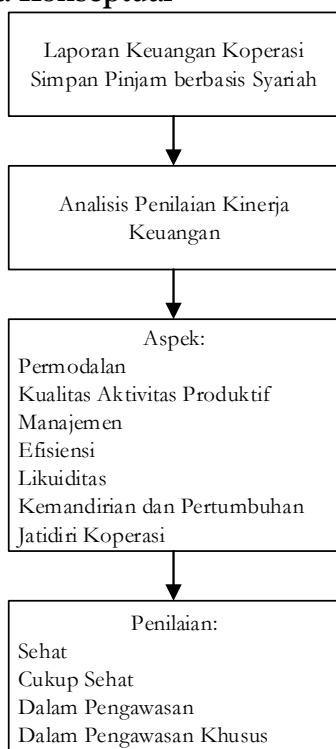 Konseptual
Laporan Keuangan Koperasi
Simpan Pinjam berbasis Syariah
Analisis Penilaian Kinerja
Keuangan
Aspek:
Permodalan
Kualitas Aktivitas Produktif
Manajemen
Efisiensi
Likuiditas
Kemandirian dan Pertumbuhan
Jatidiri Koperasi
Penilaian:
Sehat
Cukup Sehat
Dalam Pengawasan
Dalam Pengawasan Khusus